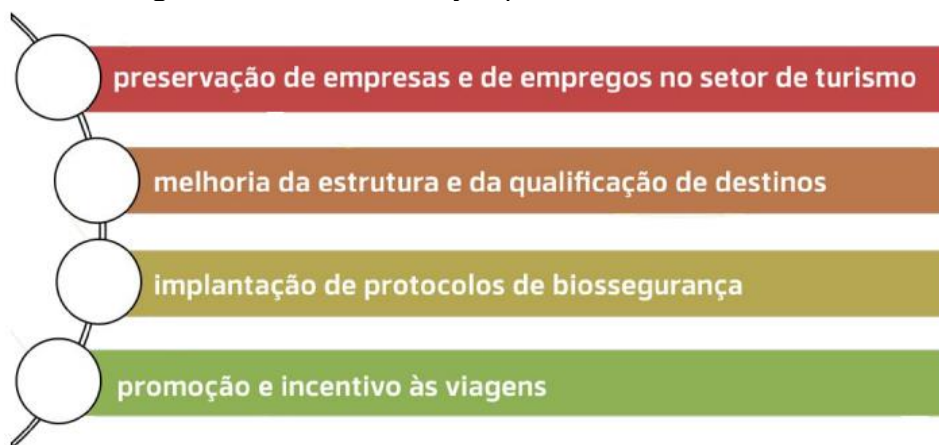 preservação de empresas e de empregos no setor de turismo
melhoria da estrutura e da qualificação de destinos
implantação de protocolos de biossegurança
promoção e incentivo às viagens